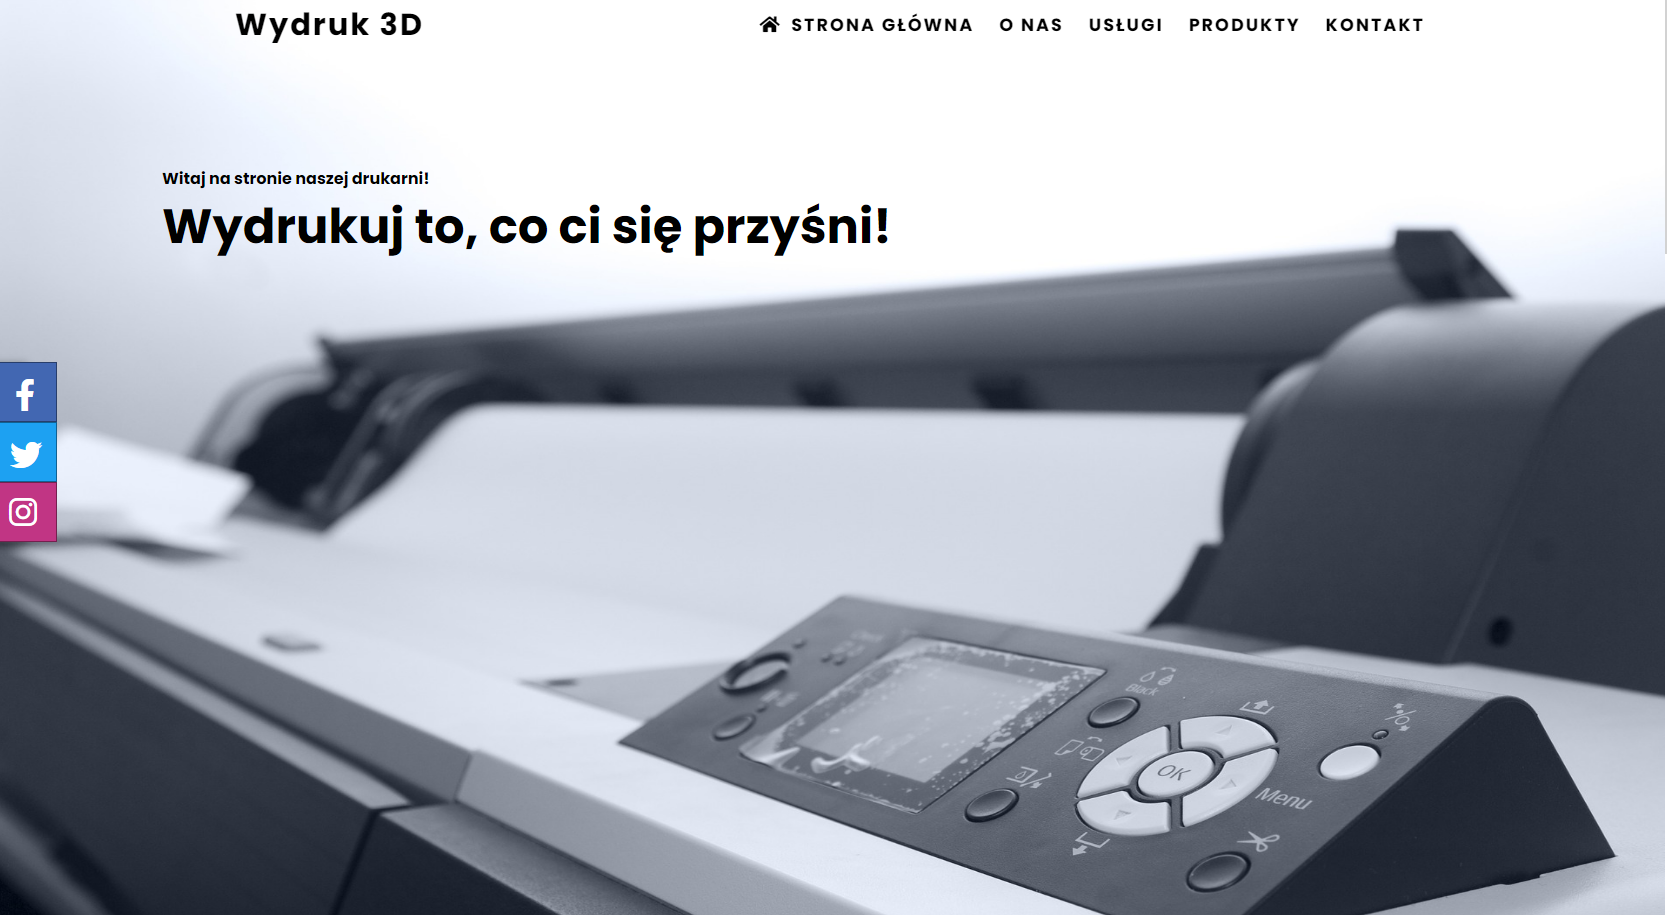 Wydruk 3D
STRONA GŁÓWNA O NAS USŁUGI PRODUKTY KONTAKT
Witaj na stronie naszej drukarni!
Wydrukuj to, co ci się przyśni!
Black
OK
Menu